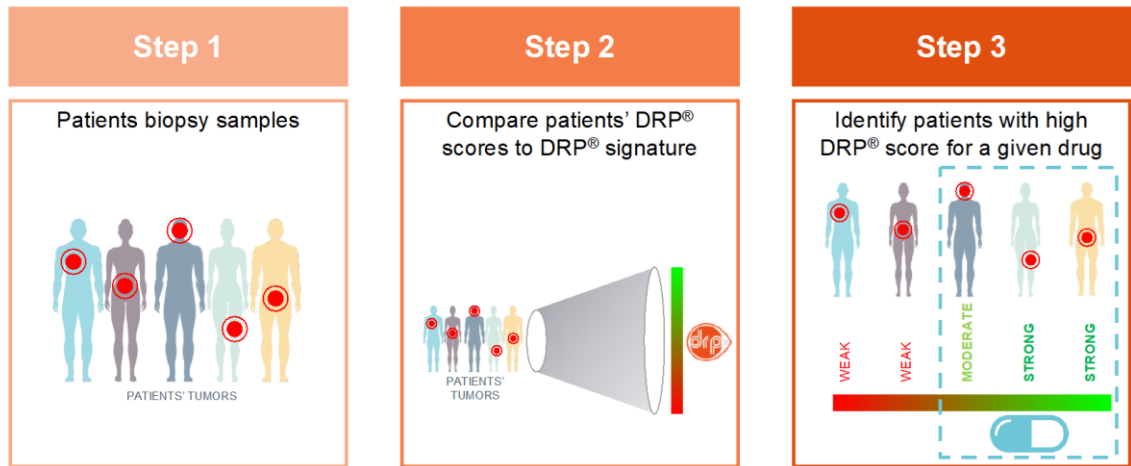 Step 1
Patients biopsy samples
PATIENTS' TUMORS
Step 2
Compare patients' DRP®
scores to DRP® signature
PATIENTS'
TUMORS
drp
Step 3
Identify patients with high
DRP® score for a given drug
WEAK
WEAK
MODERATE
STRONG
STRONG